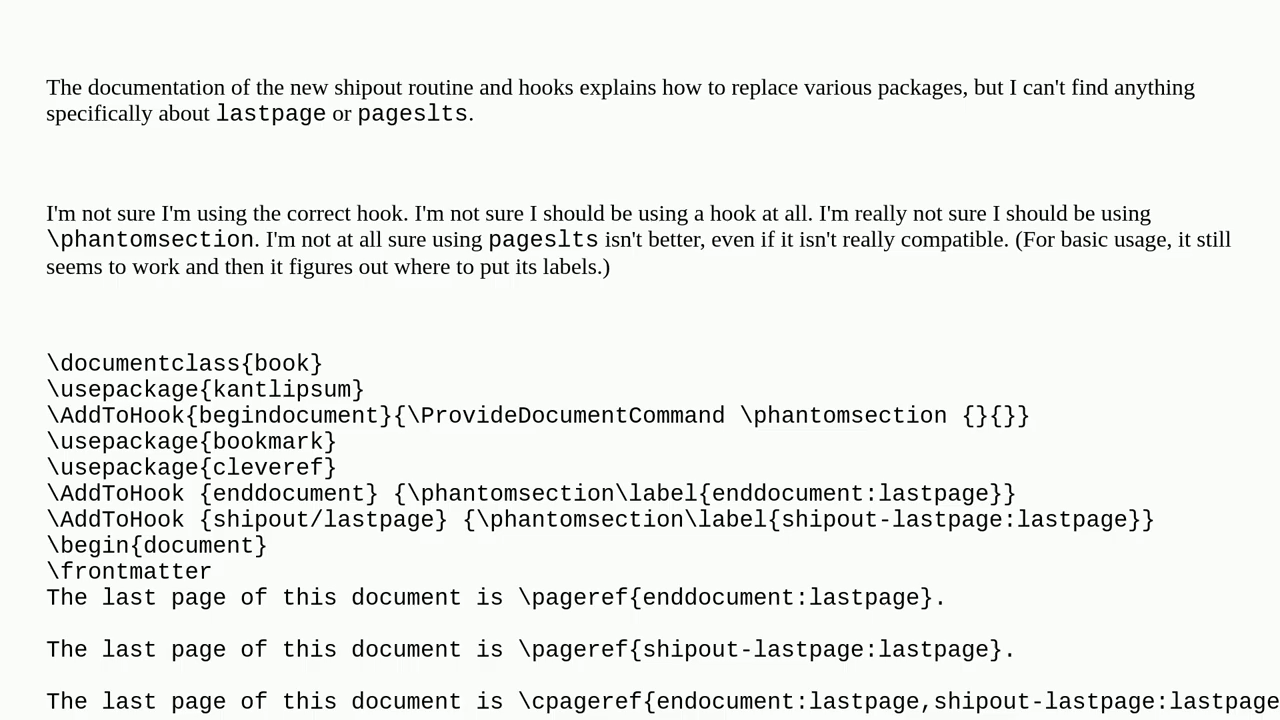 The documentation of the new shipout routine and hooks explains how to replace various packages, but I can't find anything
specifically about lastpage or pageslts.
I'm not sure I'm using the correct hook. I'm not sure I should be using a hook at all. I'm really not sure I should be using
\phantomsection. I'm not at all sure using pageslts isn't better, even if it isn't really compatible. (For basic usage, it still
seems to work and then it figures out where to put its labels.)
\documentclass{book}
\usepackage{kantlipsum}
\AddToHook{begindocument}{\ProvideDocumentCommand \phantomsection {}{}}
\usepackage{bookmark}
\usepackage{cleveref}
\AddToHook {enddocument} {\phantomsection\label{enddocument:lastpage}}
\AddToHook {shipout/lastpage} {\phantomsection\label{shipout-lastpage:lastpage}}
\begin{document}
\frontmatter
The last page of this document is \pageref{enddocument:lastpage}.
The last page of this document is \pageref{shipout-lastpage:lastpage}.
The last page of this document is \cpageref{endocument:lastpage,shipout-lastpage:lastpage